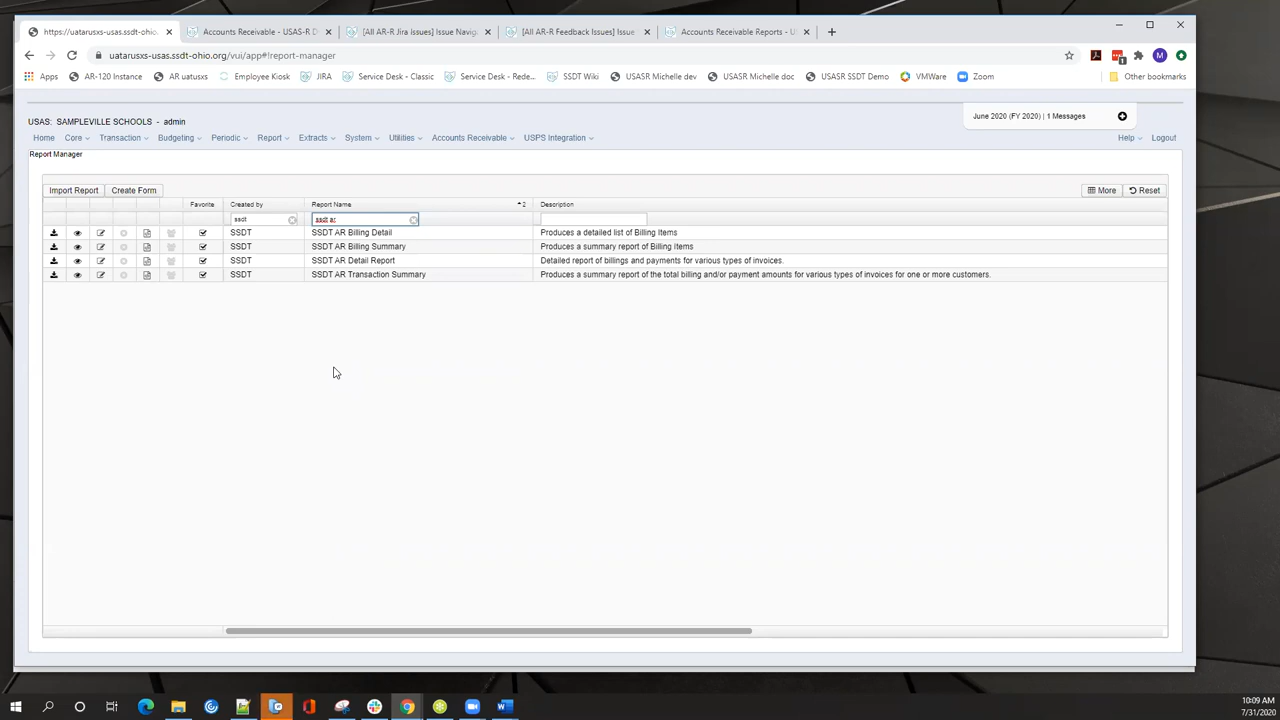 https://uatarusxs-usas.ssdt-ohio.
Accounts Receivable - USAS-R D
[All AR-R Jira issues] Issue Navig
[All AR-R Feedback Issues] Issue
Accounts Receivable Reports - U
uatarusxs-usas.ssdt-ohio.org/vui/app#!report-manager
Apps
AR-120 Instance
AR uatusxs
Employee Kiosk
JIRA
Service Desk - Classic
Service Desk - Rede...
SSDT Wiki
USASR Michelle dev
USASR Michelle doc
USASR SSDT Demo
VMWare
Zoom
Other bookmarks
USAS: SAMPLEVILLE SCHOOLS - admin
June 2020 (FY 2020) | 1 Messages
Home Core Transaction Budgeting Periodic Report Extracts System Utilities Accounts Receivable USPS Integration Help Logout
Report Manager
Import Report Create Form More Reset
Favorite Created by Report Name 2 Description
ssdt
SSDT SSDT AR Billing Detail Produces a detailed list of Billing Items
SSDT SSDT AR Billing Summary Produces a summary report of Billing Items
SSDT SSDT AR Detail Report Detailed report of billings and payments for various types of invoices.
SSDT SSDT AR Transaction Summary Produces a summary report of the total billing and/or payment amounts for various types of invoices for one or more customers.
10:09 AM
7/31/2020